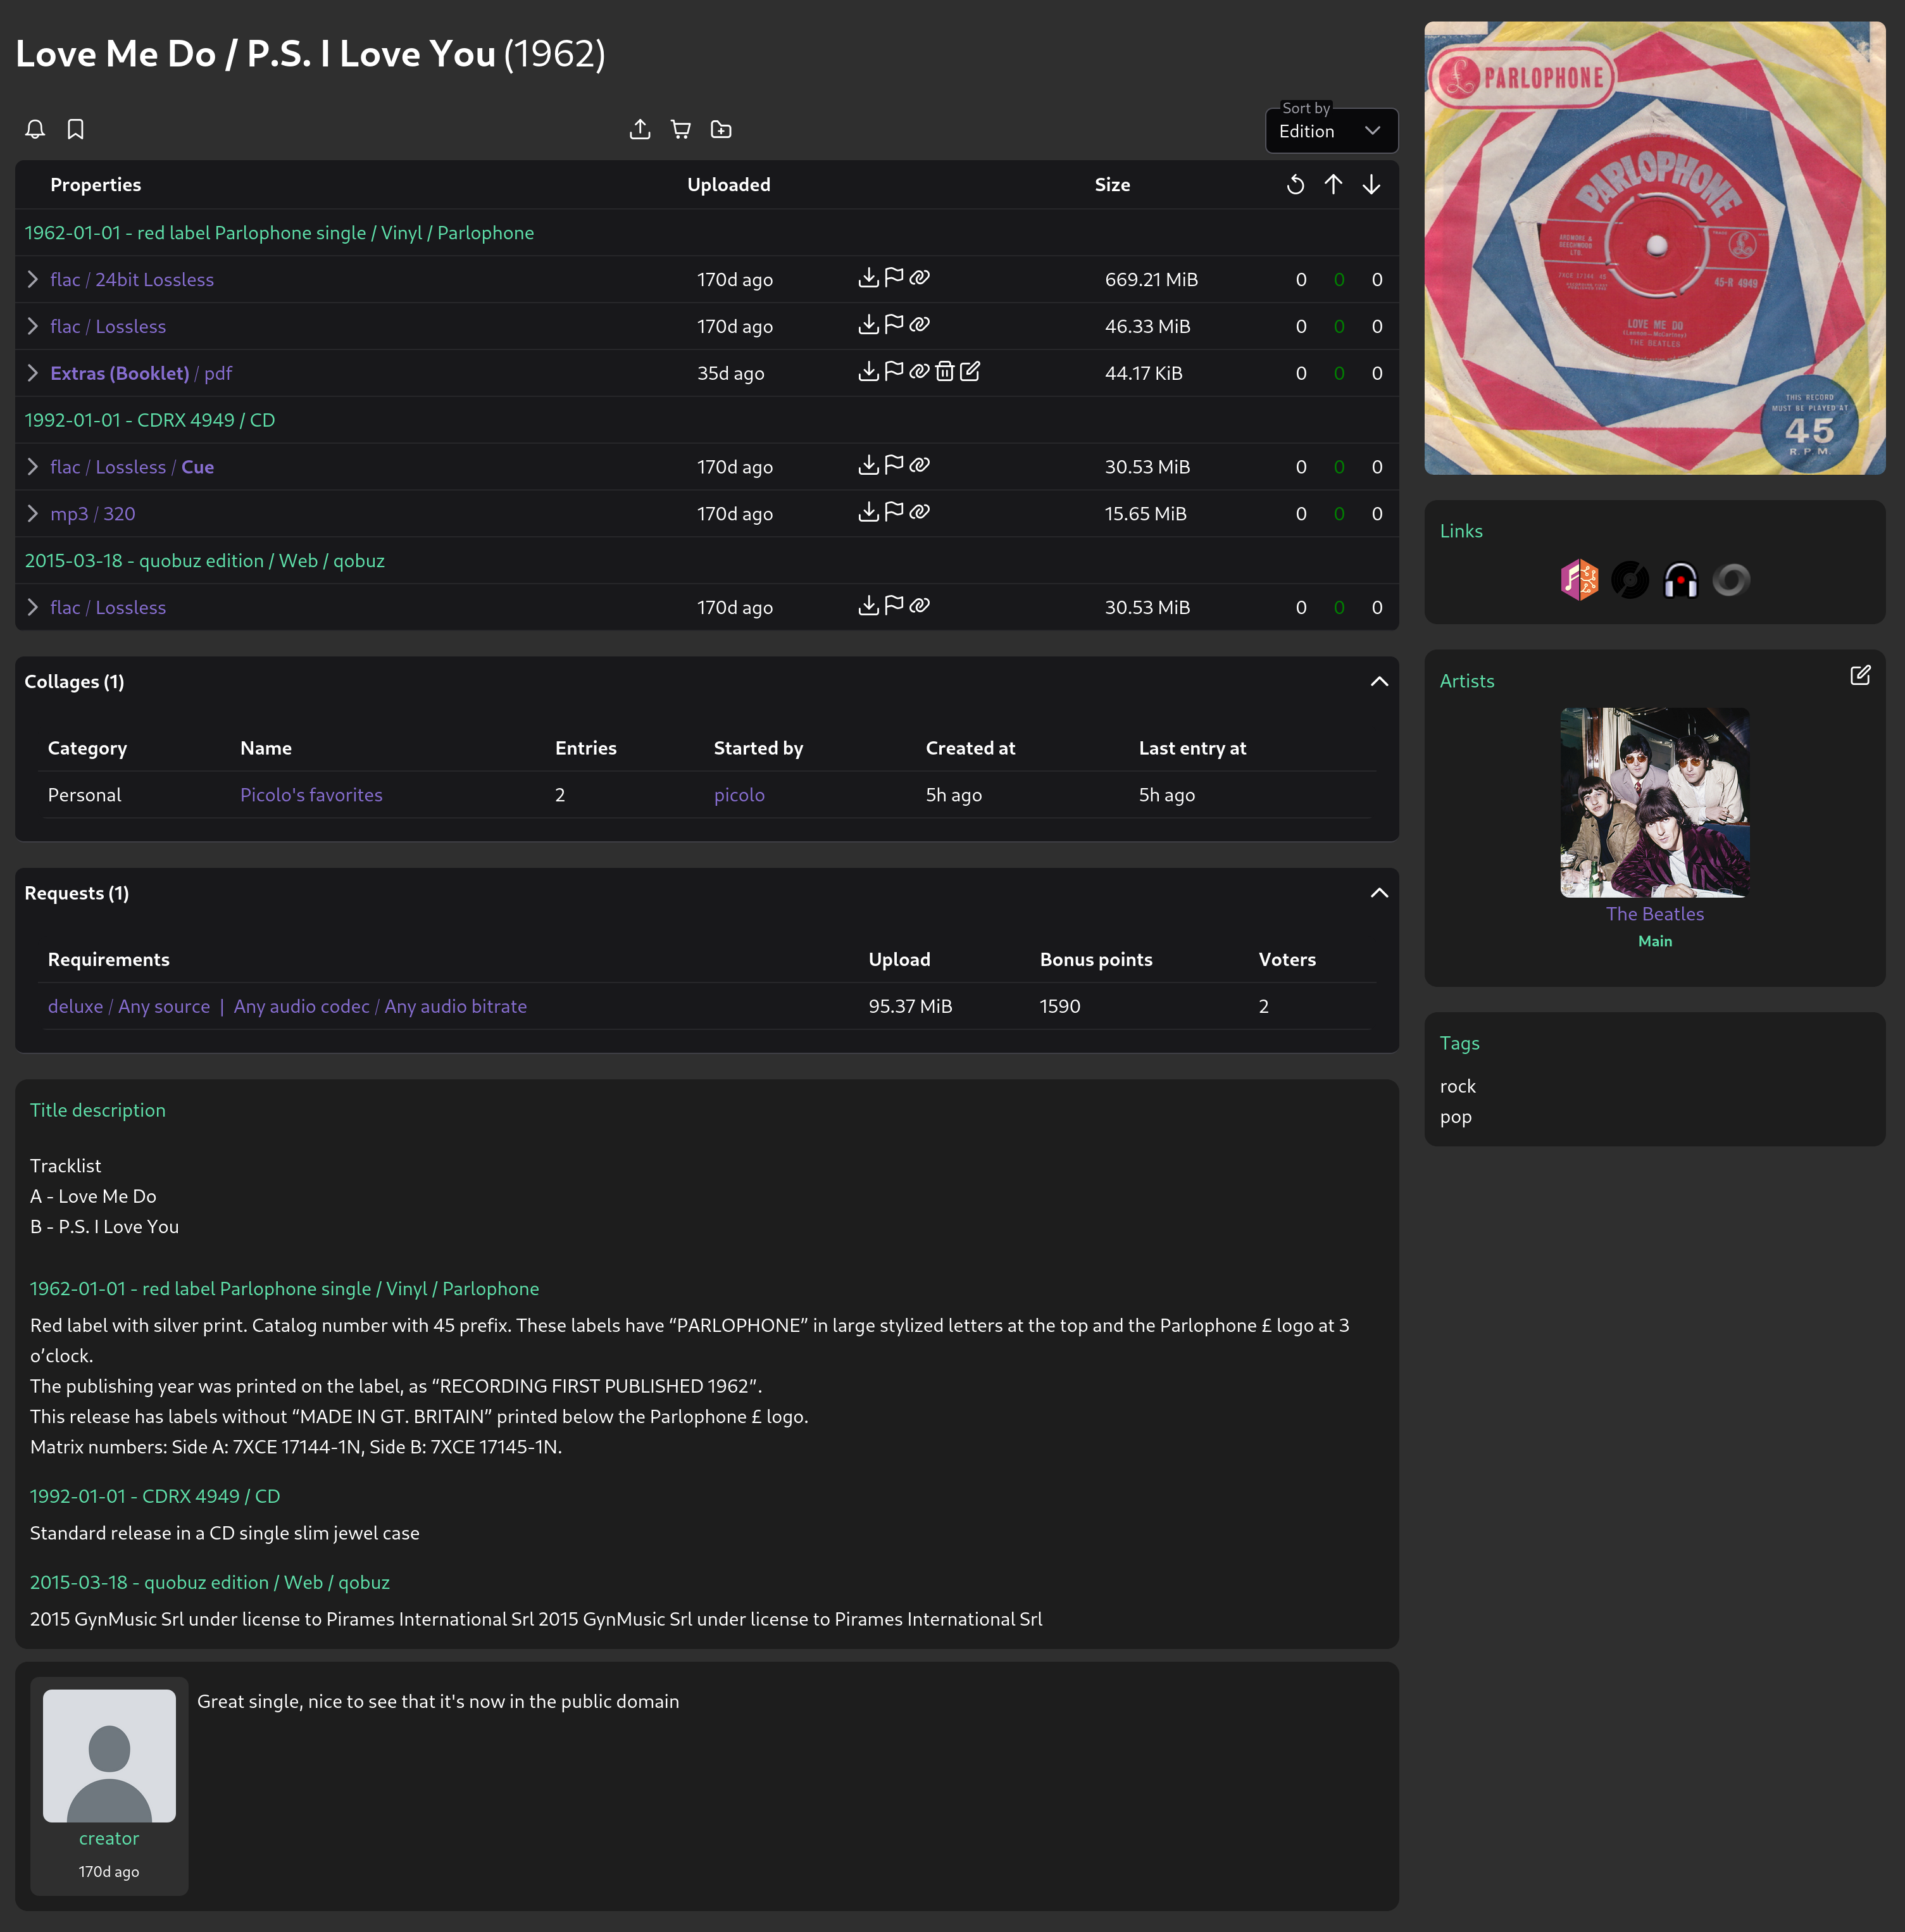 Love Me Do / P.S. I Love You (1962)
Sort by
Edition
Properties Uploaded Size
1962-01-01 - red label Parlophone single / Vinyl / Parlophone
flac / 24bit Lossless 170d ago 669.21 MiB 0 0 0
flac / Lossless 170d ago 46.33 MiB 0 0 0
Extras (Booklet) / pdf 35d ago 44.17 KiB 0 0 0
1992-01-01 - CDRX 4949 / CD
flac / Lossless / Cue 170d ago 30.53 MiB 0 0 0
mp3 / 320 170d ago 15.65 MiB 0 0 0
2015-03-18 - quobuz edition / Web / qobuz
flac / Lossless 170d ago 30.53 MiB 0 0 0
Collages (1)
Category Name Entries Started by Created at Last entry at
Personal Picolo's favorites 2 picolo 5h ago 5h ago
Requests (1)
Requirements Upload Bonus points Voters
deluxe / Any source | Any audio codec / Any audio bitrate 95.37 MiB 1590 2
Title description
Tracklist
A - Love Me Do
B - P.S. I Love You
1962-01-01 - red label Parlophone single / Vinyl / Parlophone
Red label with silver print. Catalog number with 45 prefix. These labels have “PARLOPHONE” in large stylized letters at the top and the Parlophone £ logo at 3
o’clock.
The publishing year was printed on the label, as “RECORDING FIRST PUBLISHED 1962”.
This release has labels without “MADE IN GT. BRITAIN” printed below the Parlophone £ logo.
Matrix numbers: Side A: 7XCE 17144-1N, Side B: 7XCE 17145-1N.
1992-01-01 - CDRX 4949 / CD
Standard release in a CD single slim jewel case
2015-03-18 - quobuz edition / Web / qobuz
2015 GynMusic Srl under license to Pirames International Srl 2015 GynMusic Srl under license to Pirames International Srl
Great single, nice to see that it's now in the public domain
creator
170d ago
£ PARLOPHONE
PARLOPHONE
ARDMORE &
BEECHWOOD
LTD.
7XCE 17144 45
45-R 4949
LOVE ME DO
(Lennon—McCartney)
THE BEATLES
THIS RECORD
MUST BE PLAYED AT
45
R.P.M.
Links
Artists
The Beatles
Main
Tags
rock
pop